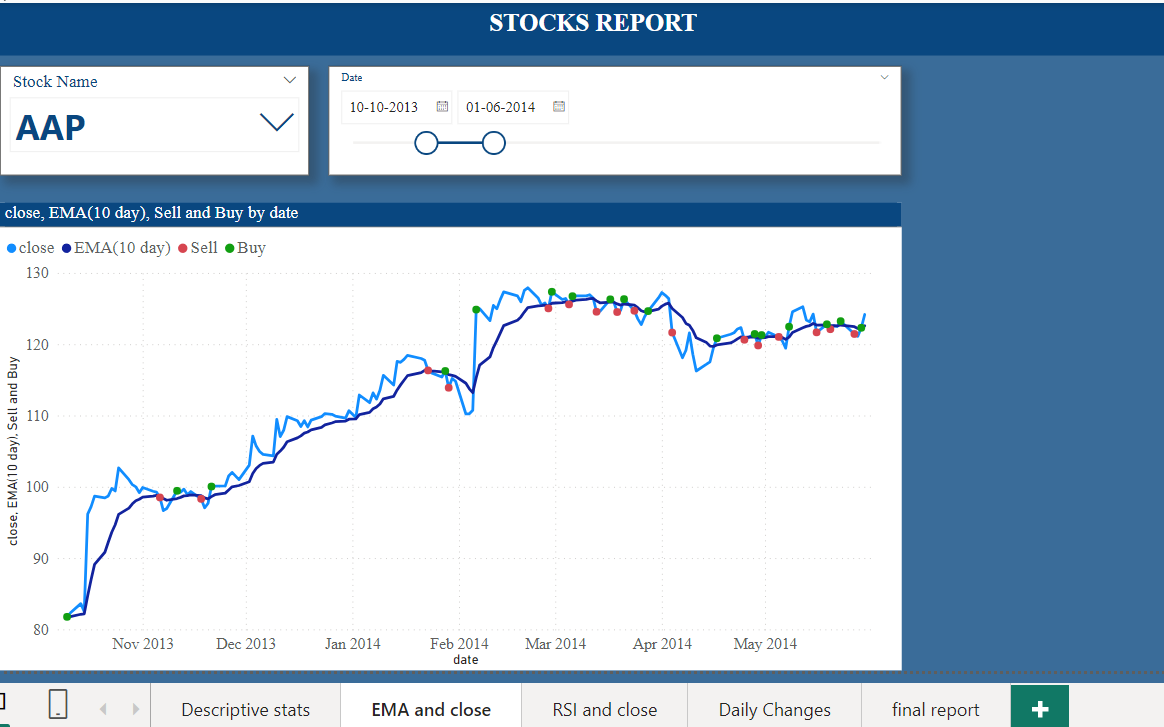 STOCKS REPORT
Stock Name
AAP
Date
10-10-2013 01-06-2014
close, EMA(10 day), Sell and Buy by date
close EMA(10 day) Sell Buy
130
120
110
100
90
80
close, EMA(10 day), Sell and Buy
Nov 2013 Dec 2013 Jan 2014 Feb 2014 Mar 2014 Apr 2014 May 2014
date
Descriptive stats EMA and close RSI and close Daily Changes final report +